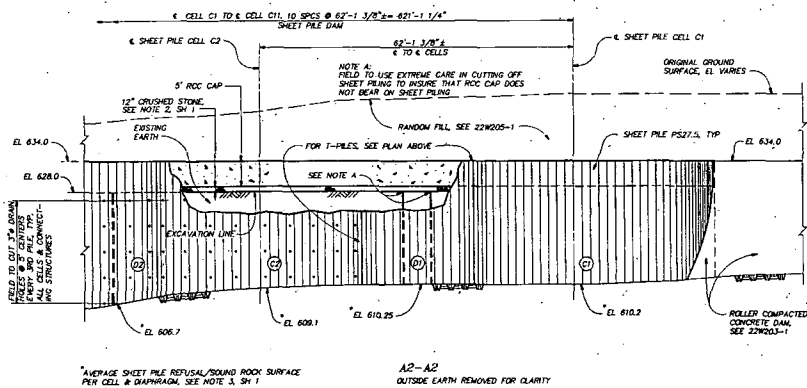 ℄ CELL C1 TO ℄ CELL C11, 10 SPCS @ 62'-1 3/8"±= 621'-1 1/4"
SHEET PILE DAM
℄ SHEET PILE CELL C2
62'-1 3/8"±
℄ TO ℄ CELLS
℄ SHEET PILE CELL C1
NOTE A:
FIELD TO USE EXTREME CARE IN CUTTING OFF
SHEET PILING TO INSURE THAT RCC CAP DOES
NOT BEAR ON SHEET PILING
ORIGINAL GROUND
SURFACE, EL VARIES
5' RCC CAP
12" CRUSHED STONE,
SEE NOTE 2, SH 1
EXISTING
EARTH
RANDOM FILL, SEE 22W205-1
FOR T-PILES, SEE PLAN ABOVE
SHEET PILE PS27.5, TYP
SEE NOTE A
EL 634.0
EL 634.0
EL 628.0
EXCAVATION LINE
FIELD TO CUT 3"ø DRAIN
HOLES @ 5' CENTERS
EVERY 3RD PILE, TYP,
ALL CELLS & CONNECT-
ING STRUCTURES
D2
C2
D1
C1
*EL 606.7
*EL 609.1
*EL 610.25
*EL 610.2
ROLLER COMPACTED
CONCRETE DAM,
SEE 22W203-1
*AVERAGE SHEET PILE REFUSAL/SOUND ROCK SURFACE
PER CELL & DIAPHRAGM, SEE NOTE 3, SH 1
A2-A2
OUTSIDE EARTH REMOVED FOR CLARITY